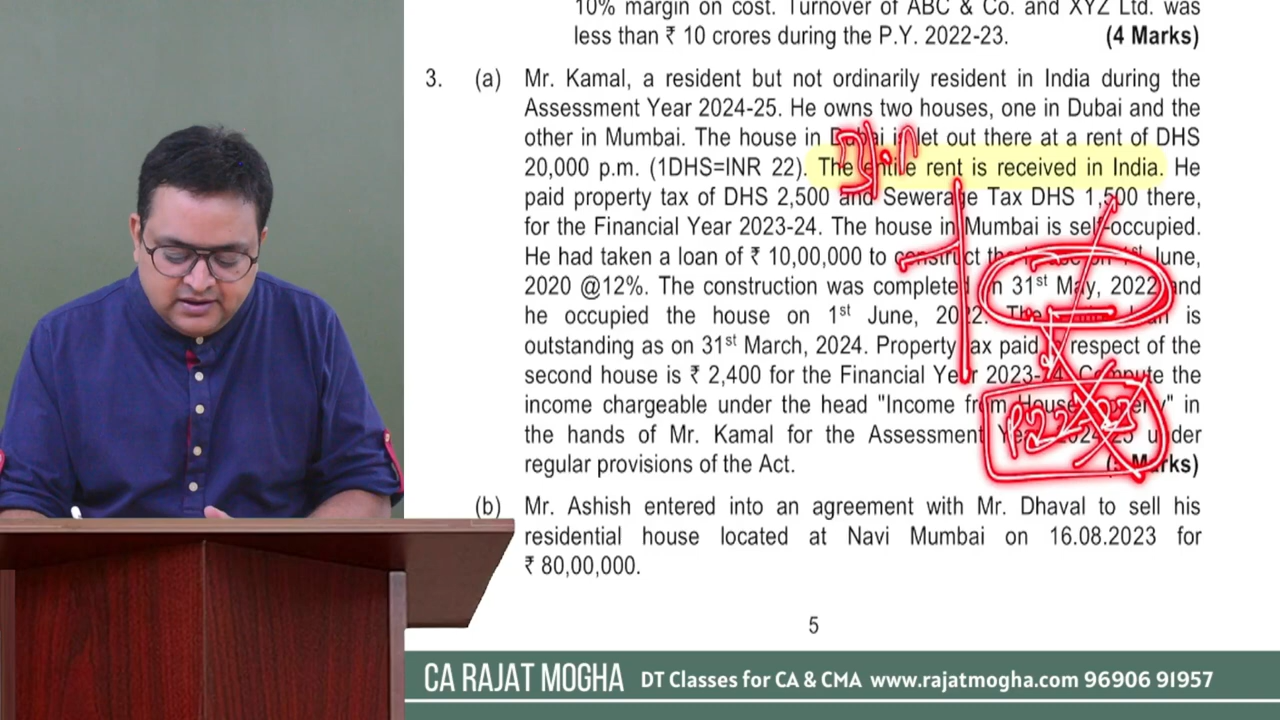 10% margin on cost. Turnover of ABC & Co. and XYZ Ltd. was
less than ₹ 10 crores during the P.Y. 2022-23. (4 Marks)
3. (a) Mr. Kamal, a resident but not ordinarily resident in India during the
Assessment Year 2024-25. He owns two houses, one in Dubai and the
other in Mumbai. The house in Dubai is let out there at a rent of DHS
20,000 p.m. (1DHS=INR 22). The entire rent is received in India. He
paid property tax of DHS 2,500 and Sewerage Tax DHS 1,500 there,
for the Financial Year 2023-24. The house in Mumbai is self-occupied.
He had taken a loan of ₹ 10,00,000 to construct the house on 1st June,
2020 @12%. The construction was completed on 31st May, 2022 and
he occupied the house on 1st June, 2022. The is
outstanding as on 31st March, 2024. Property tax paid in respect of the
second house is ₹ 2,400 for the Financial Year 2023-24. Compute the
income chargeable under the head "Income from House Property" in
the hands of Mr. Kamal for the Assessment Year 2024-25 under
regular provisions of the Act. (5 Marks)
(b) Mr. Ashish entered into an agreement with Mr. Dhaval to sell his
residential house located at Navi Mumbai on 16.08.2023 for
₹ 80,00,000.
5
CA RAJAT MOGHA DT Classes for CA & CMA www.rajatmogha.com 96906 91957